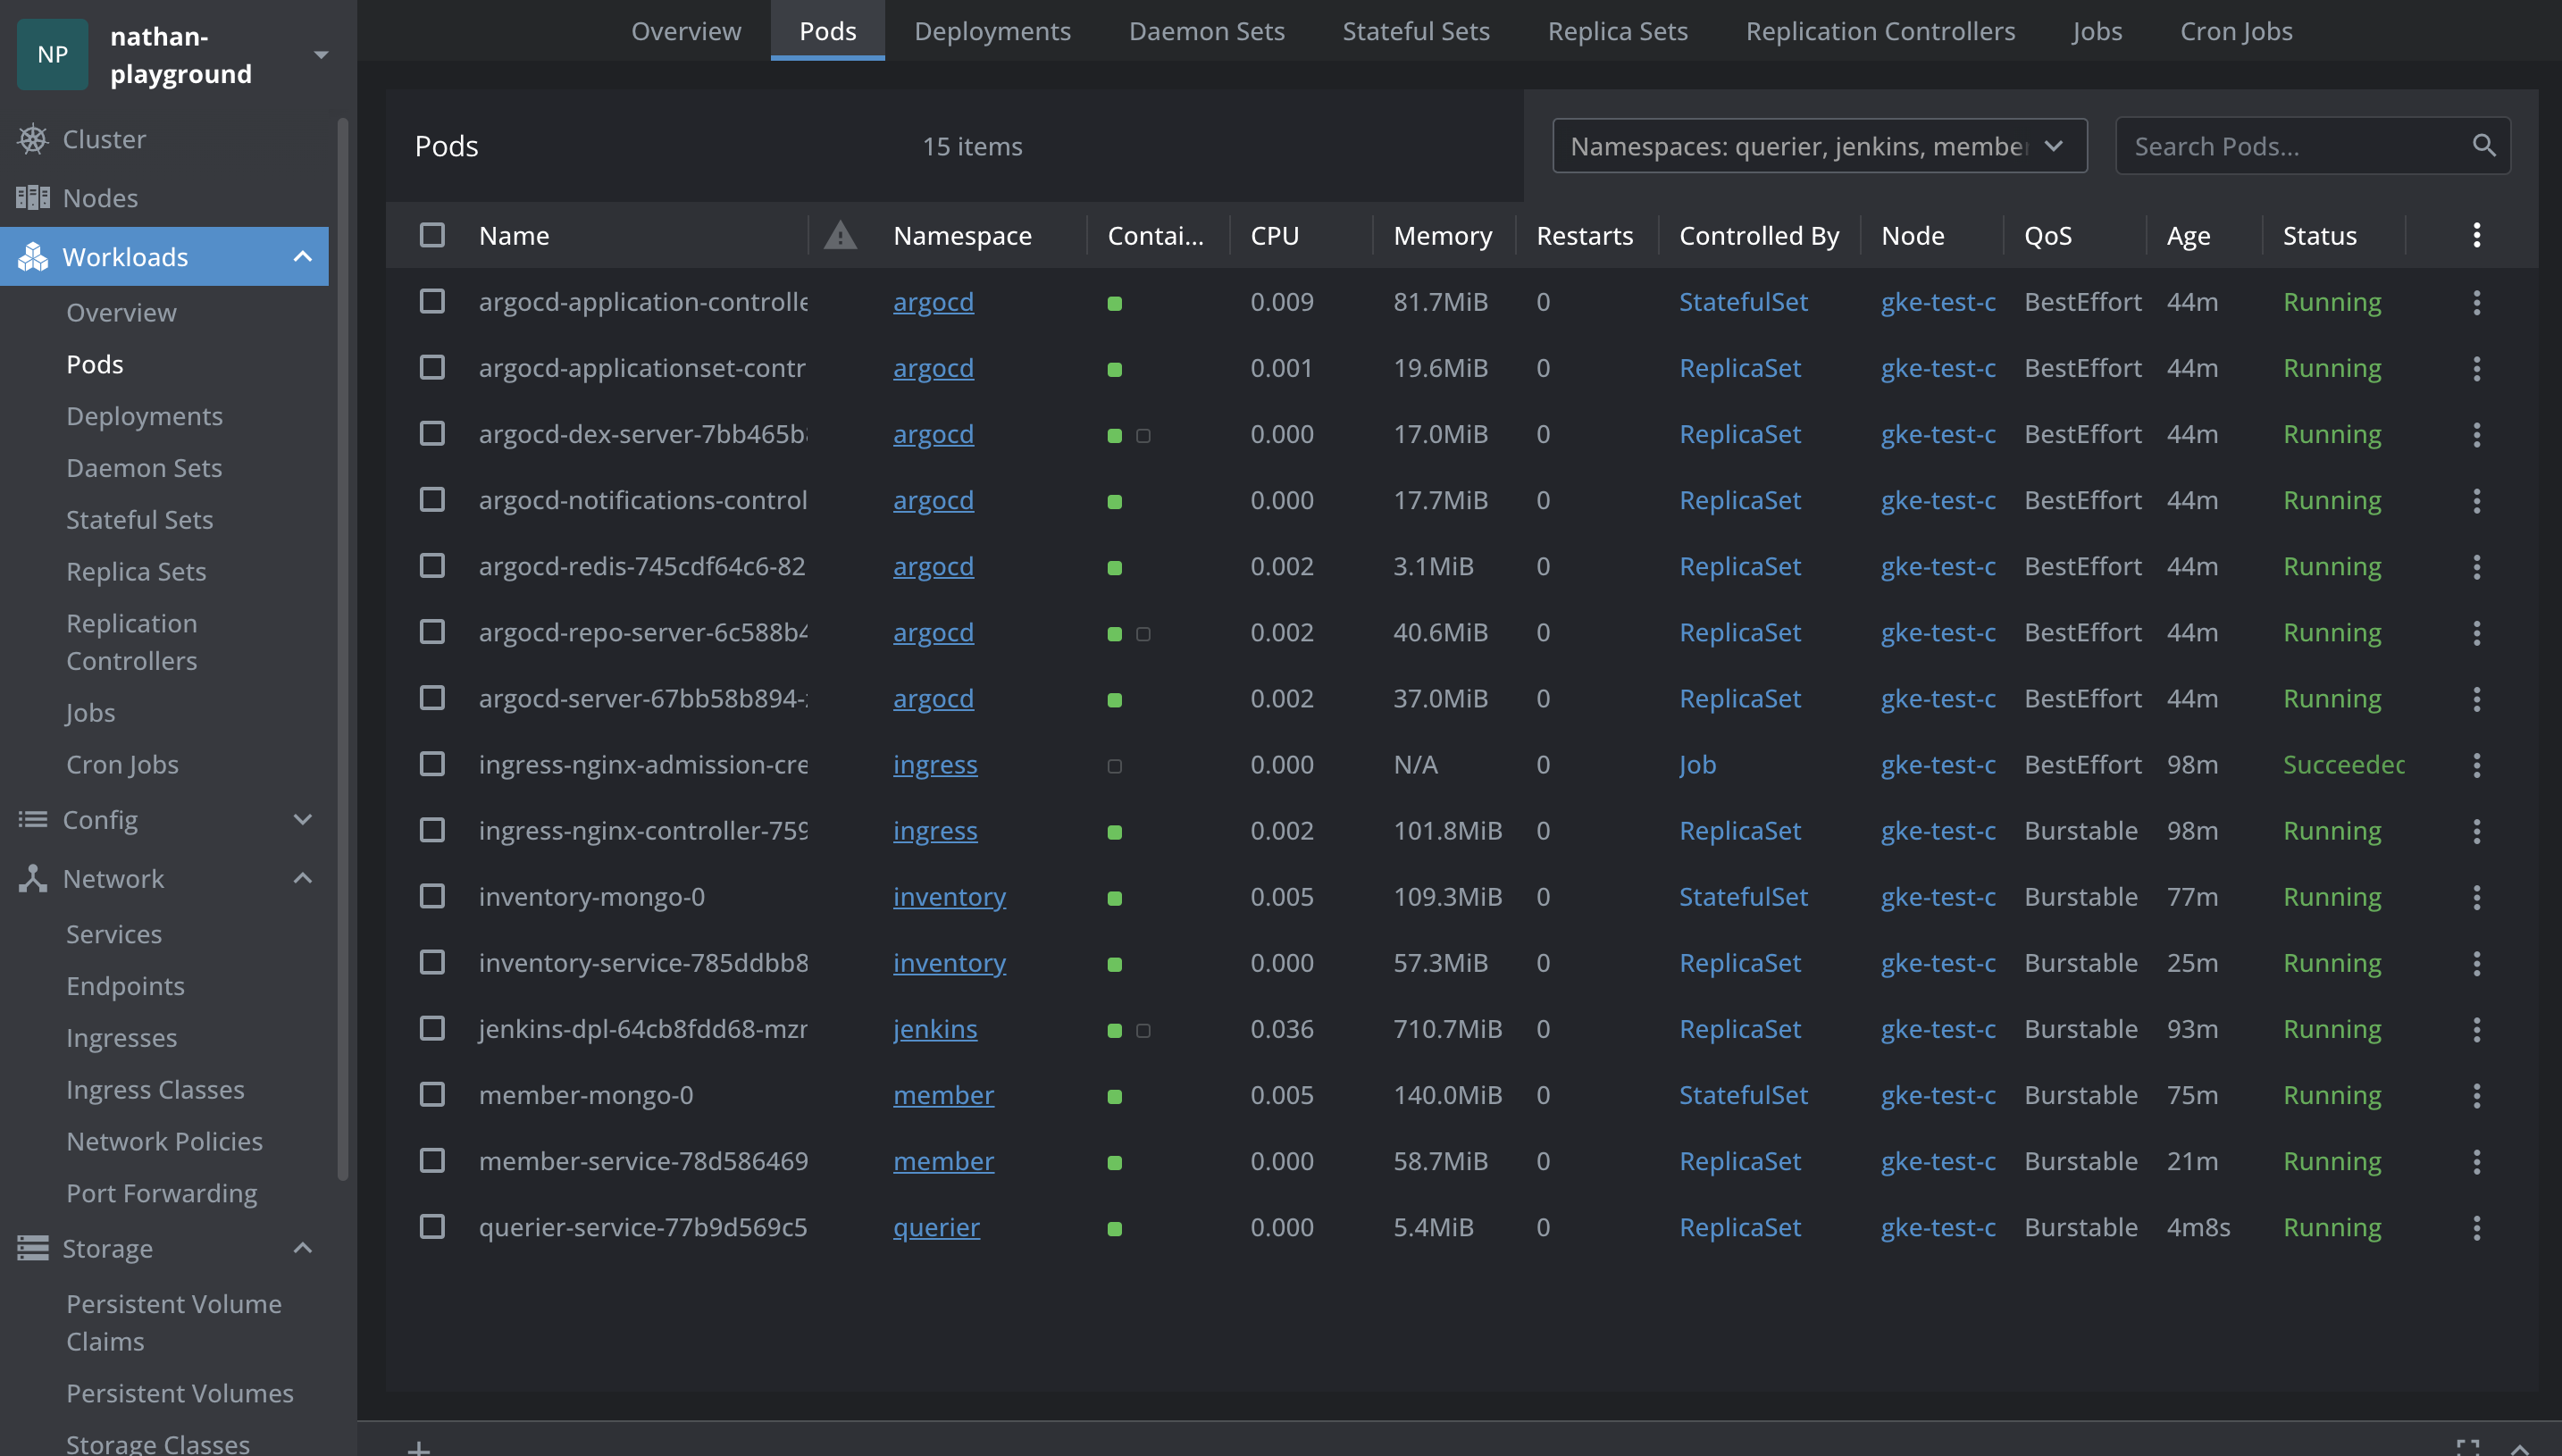 NP
nathan-
playground
Cluster
Nodes
Workloads
Overview
Pods
Deployments
Daemon Sets
Stateful Sets
Replica Sets
Replication
Controllers
Jobs
Cron Jobs
Config
Network
Services
Endpoints
Ingresses
Ingress Classes
Network Policies
Port Forwarding
Storage
Persistent Volume
Claims
Persistent Volumes
Storage Classes
Overview Pods Deployments Daemon Sets Stateful Sets Replica Sets Replication Controllers Jobs Cron Jobs
Pods 15 items Namespaces: querier, jenkins, member Search Pods...
Name Namespace Contai... CPU Memory Restarts Controlled By Node QoS Age Status
argocd-application-controlle argocd 0.009 81.7MiB 0 StatefulSet gke-test-c BestEffort 44m Running
argocd-applicationset-contr argocd 0.001 19.6MiB 0 ReplicaSet gke-test-c BestEffort 44m Running
argocd-dex-server-7bb465b argocd 0.000 17.0MiB 0 ReplicaSet gke-test-c BestEffort 44m Running
argocd-notifications-control argocd 0.000 17.7MiB 0 ReplicaSet gke-test-c BestEffort 44m Running
argocd-redis-745cdf64c6-82 argocd 0.002 3.1MiB 0 ReplicaSet gke-test-c BestEffort 44m Running
argocd-repo-server-6c588b4 argocd 0.002 40.6MiB 0 ReplicaSet gke-test-c BestEffort 44m Running
argocd-server-67bb58b894- argocd 0.002 37.0MiB 0 ReplicaSet gke-test-c BestEffort 44m Running
ingress-nginx-admission-cre ingress 0.000 N/A 0 Job gke-test-c BestEffort 98m Succeeded
ingress-nginx-controller-759 ingress 0.002 101.8MiB 0 ReplicaSet gke-test-c Burstable 98m Running
inventory-mongo-0 inventory 0.005 109.3MiB 0 StatefulSet gke-test-c Burstable 77m Running
inventory-service-785ddbb8 inventory 0.000 57.3MiB 0 ReplicaSet gke-test-c Burstable 25m Running
jenkins-dpl-64cb8fdd68-mzr jenkins 0.036 710.7MiB 0 ReplicaSet gke-test-c Burstable 93m Running
member-mongo-0 member 0.005 140.0MiB 0 StatefulSet gke-test-c Burstable 75m Running
member-service-78d586469 member 0.000 58.7MiB 0 ReplicaSet gke-test-c Burstable 21m Running
querier-service-77b9d569c5 querier 0.000 5.4MiB 0 ReplicaSet gke-test-c Burstable 4m8s Running